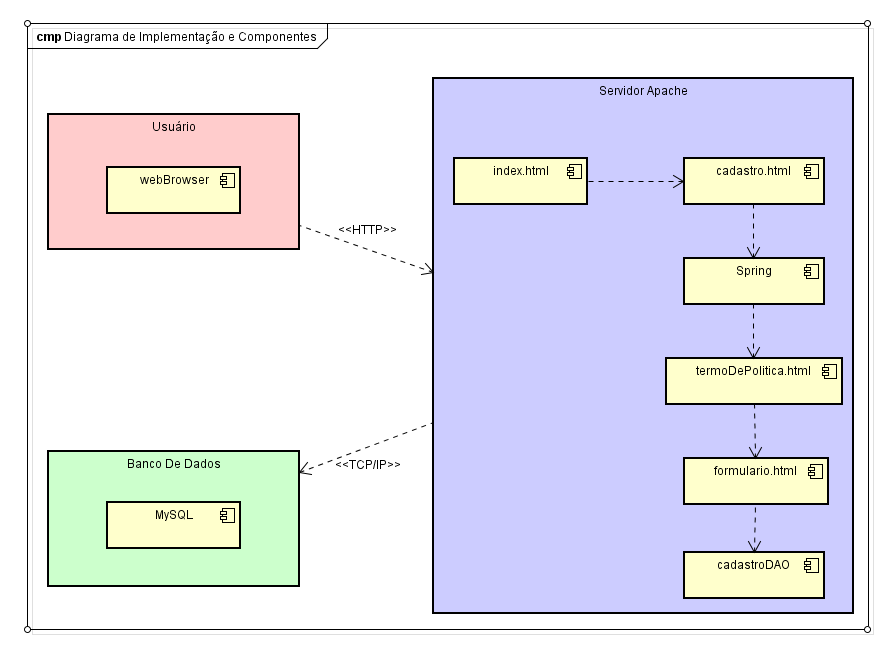 cmp Diagrama de Implementação e Componentes
Servidor Apache
Usuário
webBrowser
index.html
cadastro.html
<<HTTP>>
Spring
termoDePolitica.html
Banco De Dados
<<TCP/IP>>
formulario.html
MySQL
cadastroDAO